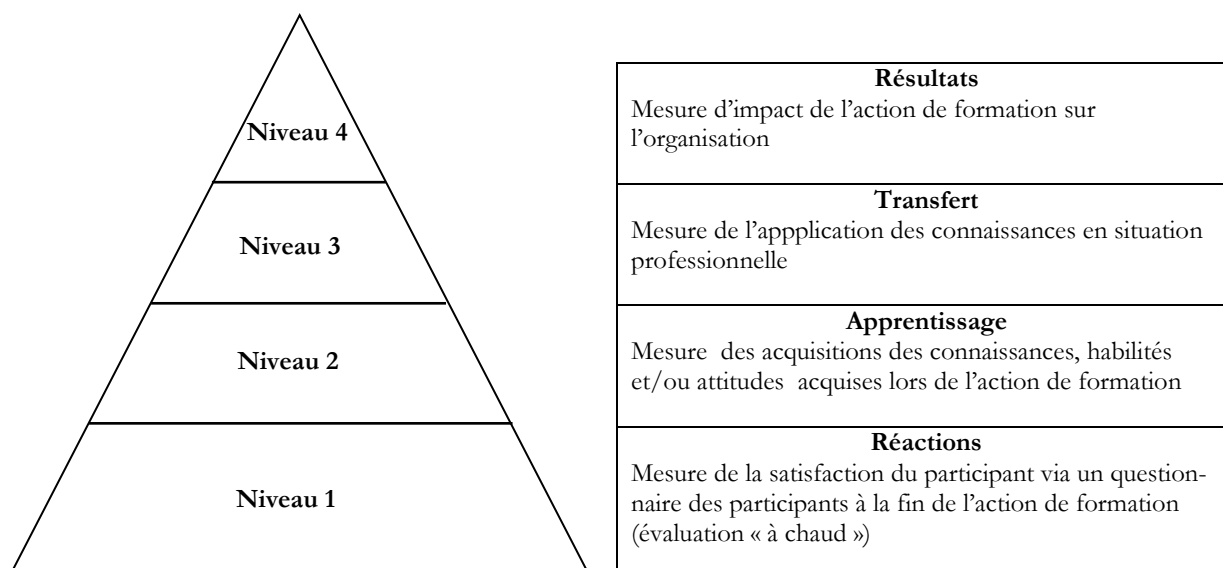 Niveau 4
Niveau 3
Niveau 2
Niveau 1
Résultats
Mesure d’impact de l’action de formation sur
l’organisation
Transfert
Mesure de l’appplication des connaissances en situation
professionnelle
Apprentissage
Mesure des acquisitions des connaissances, habilités
et/ou attitudes acquises lors de l’action de formation
Réactions
Mesure de la satisfaction du participant via un question-
naire des participants à la fin de l’action de formation
(évaluation « à chaud »)